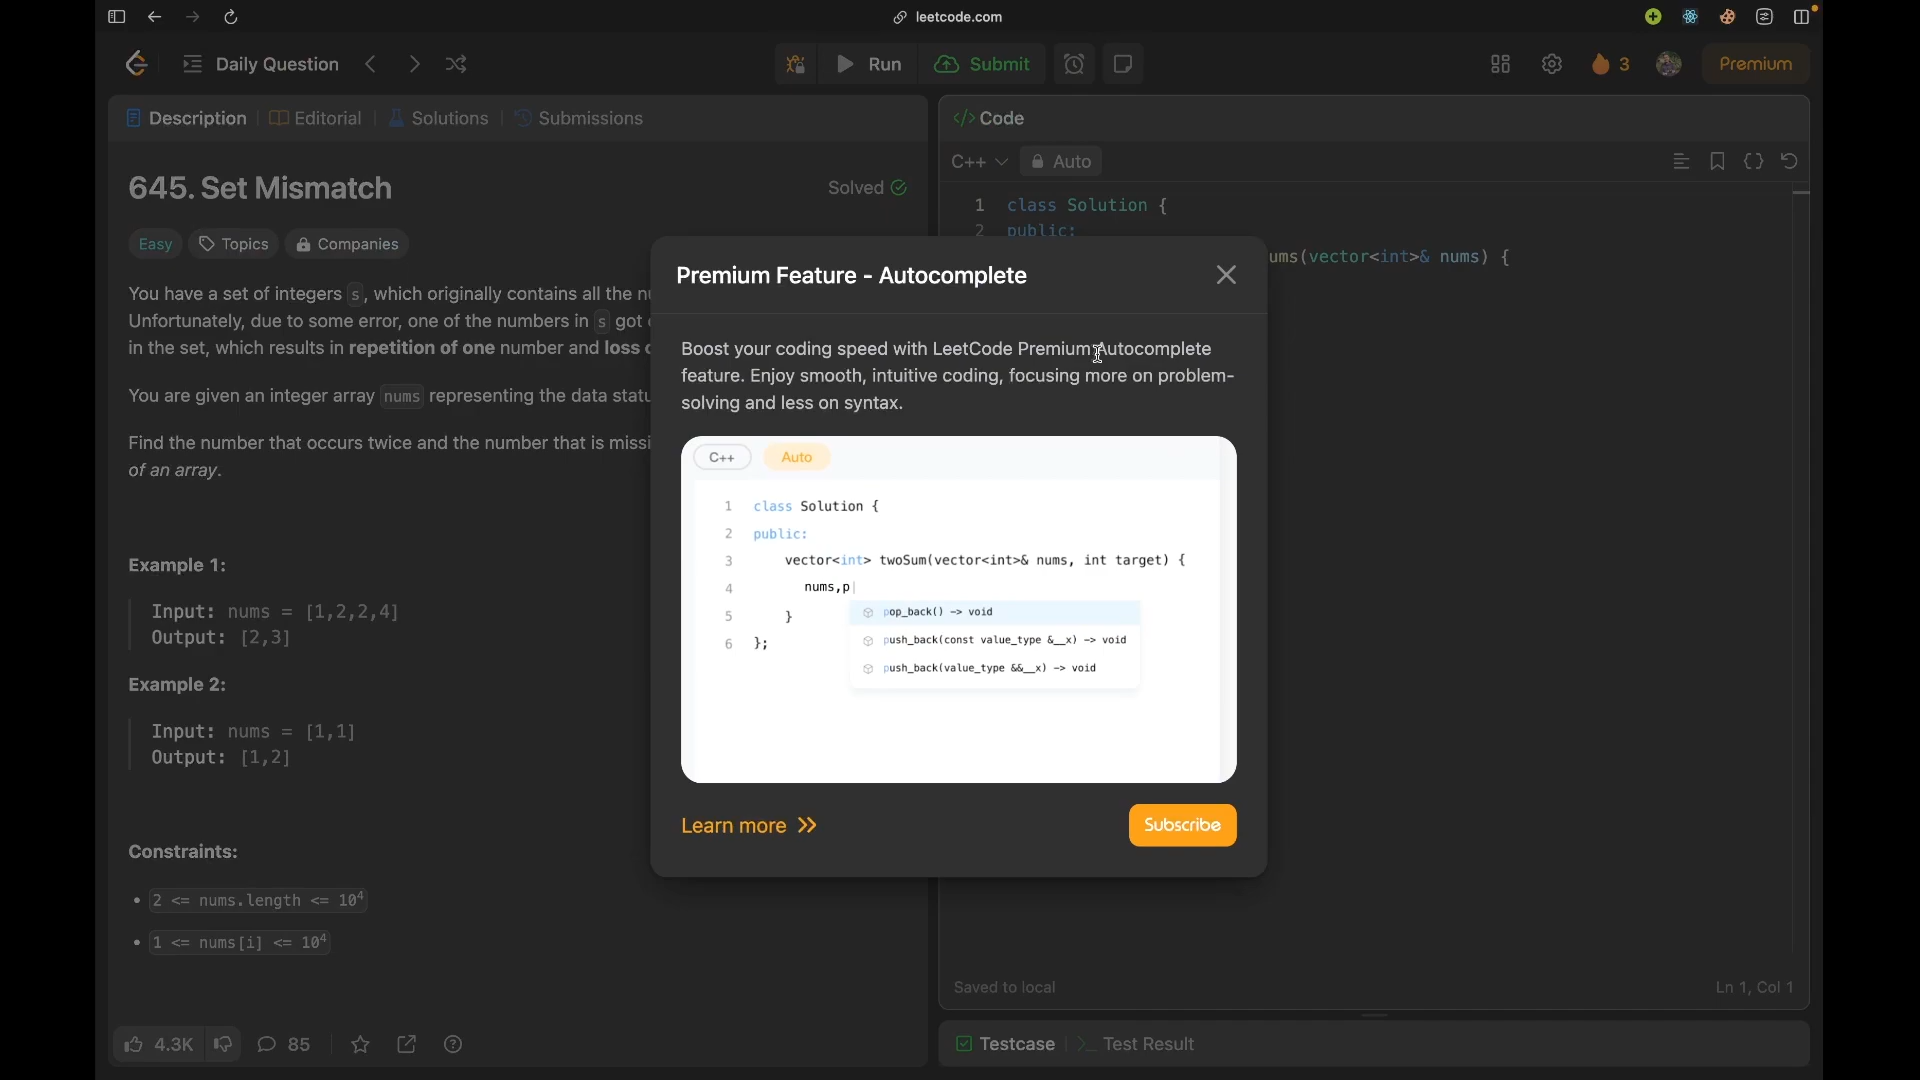 leetcode.com
Daily Question
Run
Submit
3
Premium
Description
Editorial
Solutions
Submissions
645. Set Mismatch
Solved
Easy
Topics
Companies
You have a set of integers s, which originally contains all the
Unfortunately, due to some error, one of the numbers in s got
in the set, which results in repetition of one number and loss
You are given an integer array nums representing the data
Find the number that occurs twice and the number that is
of an array.
Example 1:
Input: nums = [1,2,2,4]
Output: [2,3]
Example 2:
Input: nums = [1,1]
Output: [1,2]
Constraints:
2 <= nums.length <= 10⁴
1 <= nums[i] <= 10⁴
4.3K
85
</> Code
C++
Auto
1 class Solution {
2 public:
(vector<int>& nums) {
Saved to local
Ln 1, Col 1
Testcase
Test Result
Premium Feature - Autocomplete
Boost your coding speed with LeetCode Premium Autocomplete
feature. Enjoy smooth, intuitive coding, focusing more on problem-
solving and less on syntax.
C++
Auto
1 class Solution {
2 public:
3 vector<int> twoSum(vector<int>& nums, int target) {
4 nums,p
5 }
6 };
pop_back() -> void
push_back(const value_type &__x) -> void
push_back(value_type &&__x) -> void
Learn more
Subscribe